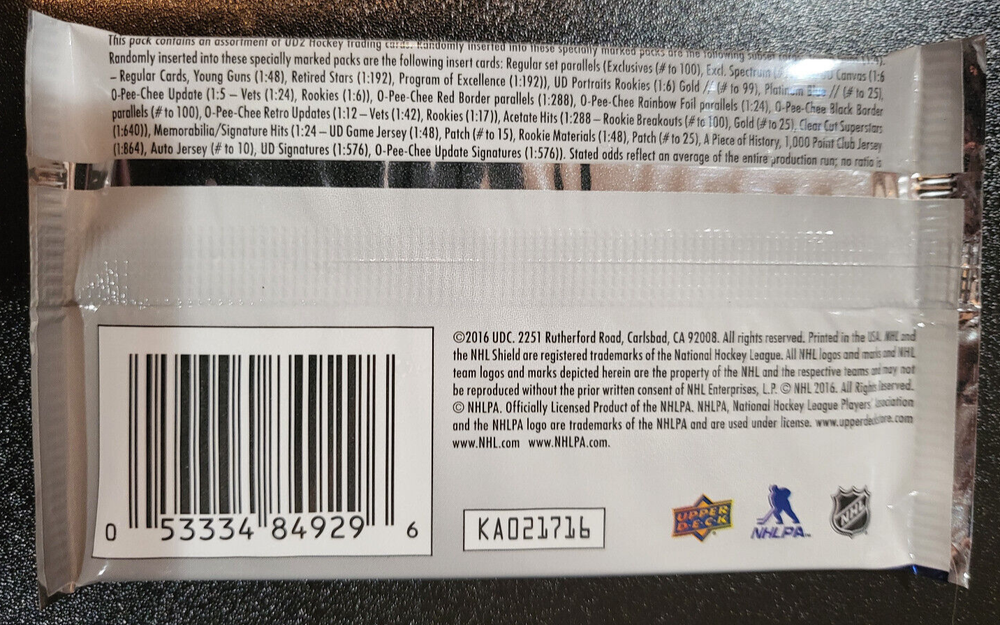 This pack contains an assortment of UD2 Hockey trading cards. Randomly inserted into these specially marked packs are the following subset
Randomly inserted into these specially marked packs are the following insert cards: Regular set parallels (Exclusives (# to 100), Excl. Spectrum Canvas (1:6
– Regular Cards, Young Guns (1:48), Retired Stars (1:192), Program of Excellence (1:192)), UD Portraits Rookies (1:6) Gold // (# to 99), Platinum Blue // (# to 25),
O-Pee-Chee Update (1:5 – Vets (1:24), Rookies (1:6)), O-Pee-Chee Red Border parallels (1:288), O-Pee-Chee Rainbow Foil parallels (1:24), O-Pee-Chee Black Border
parallels (# to 100), O-Pee-Chee Retro Updates (1:12 – Vets (1:42), Rookies (1:17)), Acetate Hits (1:288 – Rookie Breakouts (# to 100), Gold (# to 25), Clear Cut Superstars
(1:640)), Memorabilia/Signature Hits (1:24 – UD Game Jersey (1:48), Patch (# to 15), Rookie Materials (1:48), Patch (# to 25), A Piece of History, 1,000 Point Club Jersey
(1:864), Auto Jersey (# to 10), UD Signatures (1:576), O-Pee-Chee Update Signatures (1:576)). Stated odds reflect an average of the entire production run; no ratio is
©2016 UDC. 2251 Rutherford Road, Carlsbad, CA 92008. All rights reserved. Printed in the USA. NHL and
the NHL Shield are registered trademarks of the National Hockey League. All NHL logos and marks and NHL
team logos and marks depicted herein are the property of the NHL and the respective teams and may not
be reproduced without the prior written consent of NHL Enterprises, L.P. © NHL 2016. All Rights Reserved.
© NHLPA. Officially Licensed Product of the NHLPA. NHLPA, National Hockey League Players' Association
and the NHLPA logo are trademarks of the NHLPA and are used under license. www.upperdeckstore.com
www.NHL.com www.NHLPA.com.
0 53334 84929 6
KA021716
UPPER DECK
NHLPA
NHL